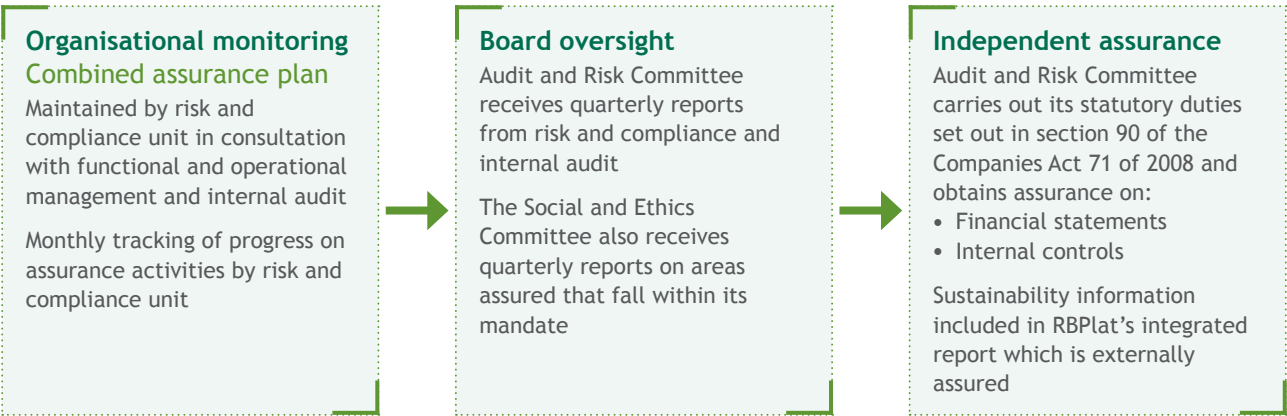 Organisational monitoring
Combined assurance plan
Maintained by risk and
compliance unit in consultation
with functional and operational
management and internal audit
Monthly tracking of progress on
assurance activities by risk and
compliance unit
Board oversight
Audit and Risk Committee
receives quarterly reports
from risk and compliance and
internal audit
The Social and Ethics
Committee also receives
quarterly reports on areas
assured that fall within its
mandate
Independent assurance
Audit and Risk Committee
carries out its statutory duties
set out in section 90 of the
Companies Act 71 of 2008 and
obtains assurance on:
• Financial statements
• Internal controls
Sustainability information
included in RBPlat’s integrated
report which is externally
assured